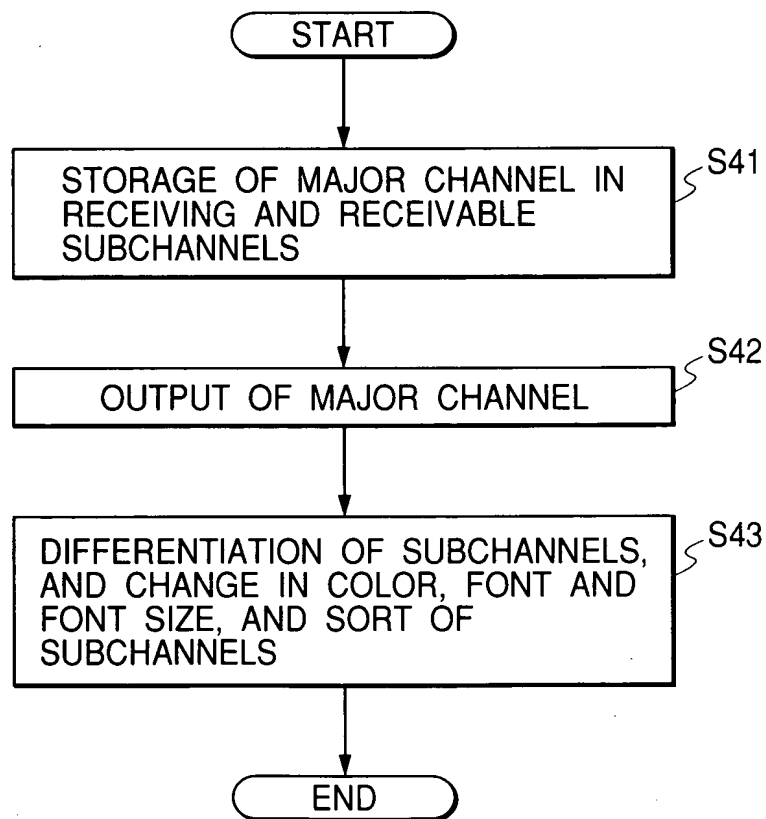 START
STORAGE OF MAJOR CHANNEL IN
RECEIVING AND RECEIVABLE
SUBCHANNELS
S41
OUTPUT OF MAJOR CHANNEL
S42
DIFFERENTIATION OF SUBCHANNELS,
AND CHANGE IN COLOR, FONT AND
FONT SIZE, AND SORT OF
SUBCHANNELS
S43
END